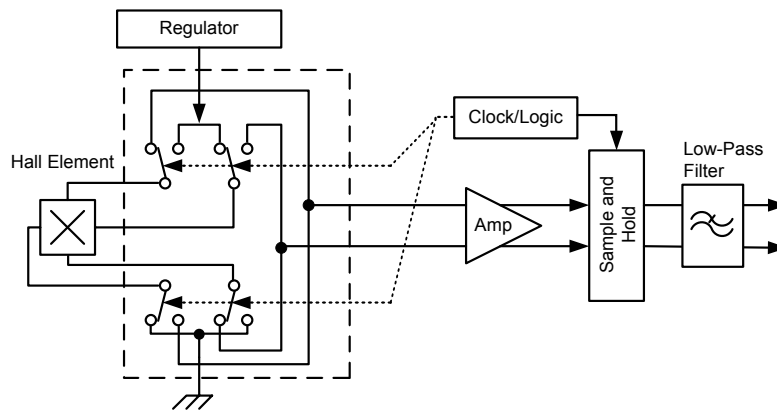 Regulator
Hall Element
Clock/Logic
Amp
Sample and
Hold
Low-Pass
Filter